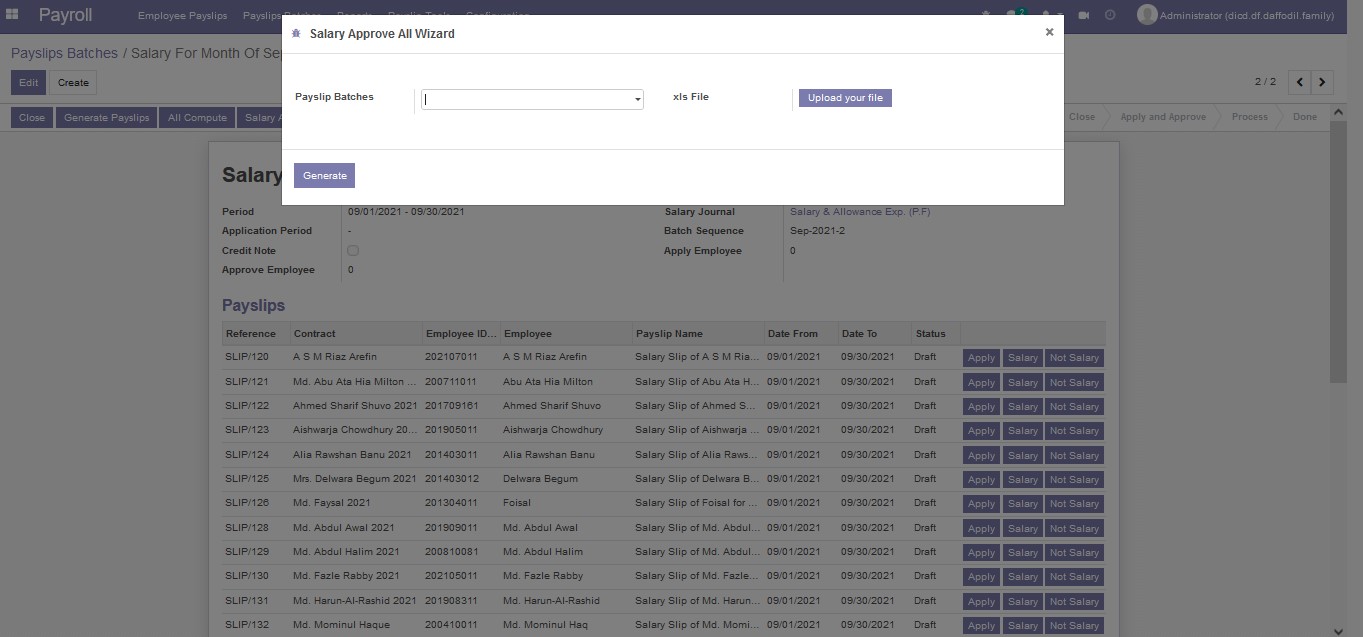 Payroll Employee Payslips Payslips Batches Reports Payslip Tools Configuration 2 Administrator (dicd.df.daffodil.family)
Salary Approve All Wizard ×
Payslips Batches / Salary For Month Of Se
Edit Create 2 / 2
Payslip Batches xls File Upload your file
Close Generate Payslips All Compute Salary A Close Apply and Approve Process Done
Generate
Salary
Period 09/01/2021 - 09/30/2021 Salary Journal Salary & Allowance Exp. (P.F)
Application Period - Batch Sequence Sep-2021-2
Credit Note Apply Employee 0
Approve Employee 0
Payslips
Reference Contract Employee ID... Employee Payslip Name Date From Date To Status
SLIP/120 A S M Riaz Arefin 202107011 A S M Riaz Arefin Salary Slip of A S M Ria... 09/01/2021 09/30/2021 Draft Apply Salary Not Salary
SLIP/121 Md. Abu Ata Hia Milton ... 200711011 Abu Ata Hia Milton Salary Slip of Abu Ata H... 09/01/2021 09/30/2021 Draft Apply Salary Not Salary
SLIP/122 Ahmed Sharif Shuvo 2021 201709161 Ahmed Sharif Shuvo Salary Slip of Ahmed S... 09/01/2021 09/30/2021 Draft Apply Salary Not Salary
SLIP/123 Aishwarja Chowdhury 20... 201905011 Aishwarja Chowdhury Salary Slip of Aishwarja ... 09/01/2021 09/30/2021 Draft Apply Salary Not Salary
SLIP/124 Alia Rawshan Banu 2021 201403011 Alia Rawshan Banu Salary Slip of Alia Raws... 09/01/2021 09/30/2021 Draft Apply Salary Not Salary
SLIP/125 Mrs. Delwara Begum 2021 201403012 Delwara Begum Salary Slip of Delwara B... 09/01/2021 09/30/2021 Draft Apply Salary Not Salary
SLIP/126 Md. Faysal 2021 201304011 Foisal Salary Slip of Foisal for ... 09/01/2021 09/30/2021 Draft Apply Salary Not Salary
SLIP/128 Md. Abdul Awal 2021 201909011 Md. Abdul Awal Salary Slip of Md. Abdul... 09/01/2021 09/30/2021 Draft Apply Salary Not Salary
SLIP/129 Md. Abdul Halim 2021 200810081 Md. Abdul Halim Salary Slip of Md. Abdul... 09/01/2021 09/30/2021 Draft Apply Salary Not Salary
SLIP/130 Md. Fazle Rabby 2021 202105011 Md. Fazle Rabby Salary Slip of Md. Fazle... 09/01/2021 09/30/2021 Draft Apply Salary Not Salary
SLIP/131 Md. Harun-Al-Rashid 2021 201908311 Md. Harun-Al-Rashid Salary Slip of Md. Harun... 09/01/2021 09/30/2021 Draft Apply Salary Not Salary
SLIP/132 Md. Mominul Haque 200410011 Md. Mominul Haq Salary Slip of Md. Momi... 09/01/2021 09/30/2021 Draft Apply Salary Not Salary